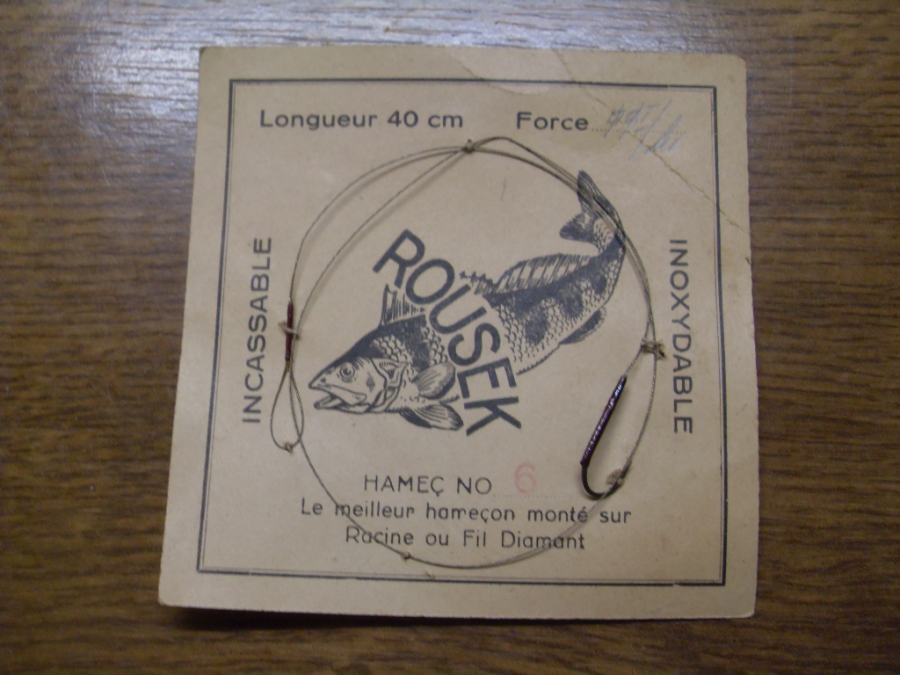 Longueur 40 cm Force
INCASSABLE
ROUSEK
INOXYDABLE
HAMEÇ NO 6
Le meilleur hameçon monté sur
Racine ou Fil Diamant